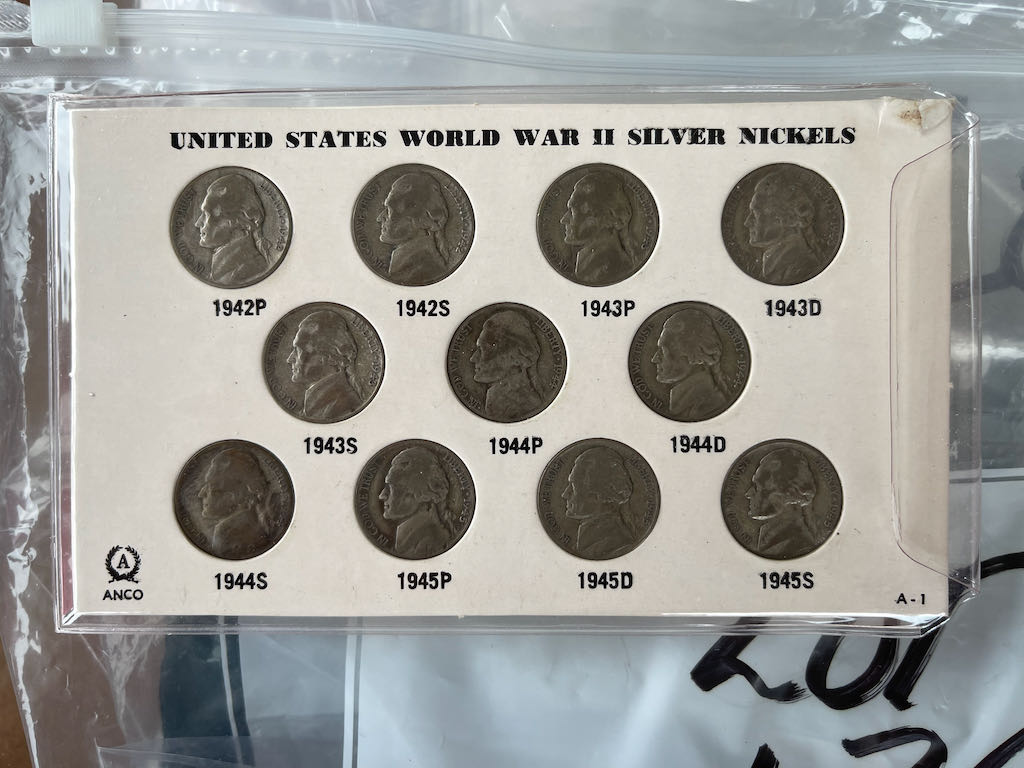 UNITED STATES WORLD WAR II SILVER NICKELS
1942P 1942S 1943P 1943D
1943S 1944P 1944D
1944S 1945P 1945D 1945S
A
ANCO
A-1